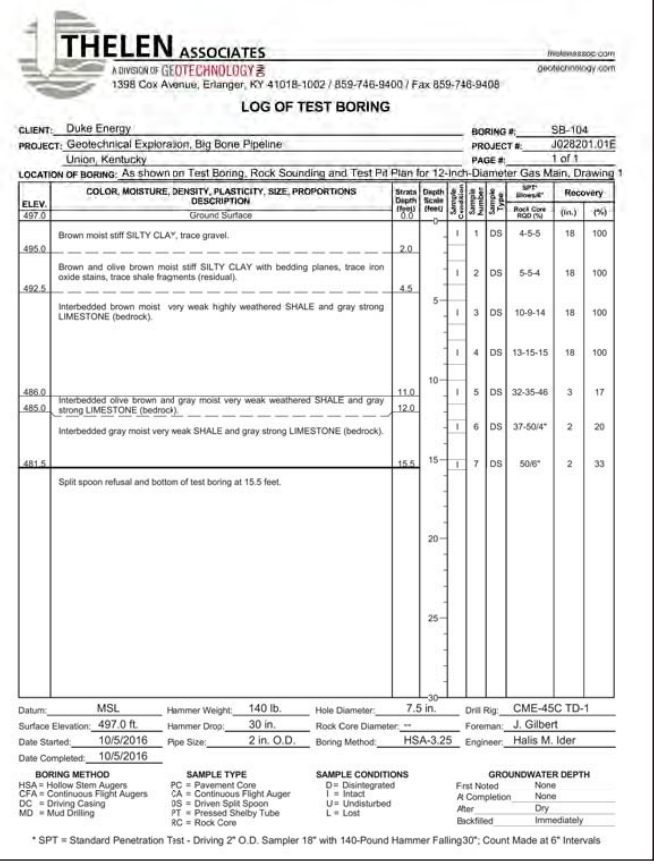 THELEN ASSOCIATES
thelenassoc.com
A DIVISION OF GEOTECHNOLOGY
geotechnology.com
1398 Cox Avenue, Erlanger, KY 41018-1002 / 859-746-9400 / Fax 859-746-9408
LOG OF TEST BORING
CLIENT: Duke Energy BORING #: SB-104
PROJECT: Geotechnical Exploration, Big Bone Pipeline PROJECT #: J028201.01E
Union, Kentucky PAGE #: 1 of 1
LOCATION OF BORING: As shown on Test Boring, Rock Sounding and Test Pit Plan for 12-Inch-Diameter Gas Main, Drawing 1
ELEV. COLOR, MOISTURE, DENSITY, PLASTICITY, SIZE, PROPORTIONS DESCRIPTION Strata Depth (feet) Depth Scale (feet) Sample Condition Sample Number Sample Type SPT* Blows/6" Rock Core RQD (%) Recovery (in.) (%)
497.0 Ground Surface 0.0 0
Brown moist stiff SILTY CLAY, trace gravel. I 1 DS 4-5-5 18 100
495.0 2.0
Brown and olive brown moist stiff SILTY CLAY with bedding planes, trace iron
oxide stains, trace shale fragments (residual). I 2 DS 5-5-4 18 100
492.5 4.5
5
Interbedded brown moist very weak highly weathered SHALE and gray strong
LIMESTONE (bedrock). I 3 DS 10-9-14 18 100
I 4 DS 13-15-15 18 100
10
486.0 11.0
Interbedded olive brown and gray moist very weak weathered SHALE and gray I 5 DS 32-35-46 3 17
strong LIMESTONE (bedrock).
485.0 12.0
Interbedded gray moist very weak SHALE and gray strong LIMESTONE (bedrock). I 6 DS 37-50/4" 2 20
481.5 15.5 15 I 7 DS 50/6" 2 33
Split spoon refusal and bottom of test boring at 15.5 feet.
20
25
30
Datum: MSL Hammer Weight: 140 lb. Hole Diameter: 7.5 in. Drill Rig: CME-45C TD-1
Surface Elevation: 497.0 ft. Hammer Drop: 30 in. Rock Core Diameter: -- Foreman: J. Gilbert
Date Started: 10/5/2016 Pipe Size: 2 in. O.D. Boring Method: HSA-3.25 Engineer: Halis M. Ider
Date Completed: 10/5/2016
BORING METHOD SAMPLE TYPE SAMPLE CONDITIONS GROUNDWATER DEPTH
HSA = Hollow Stem Augers PC = Pavement Core D = Disintegrated First Noted None
CFA = Continuous Flight Augers CA = Continuous Flight Auger I = Intact At Completion None
DC = Driving Casing DS = Driven Split Spoon U = Undisturbed After Dry
MD = Mud Drilling PT = Pressed Shelby Tube L = Lost Backfilled Immediately
RC = Rock Core
* SPT = Standard Penetration Test - Driving 2" O.D. Sampler 18" with 140-Pound Hammer Falling30"; Count Made at 6" Intervals